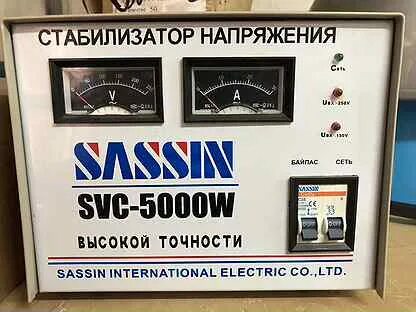 СТАБИЛИЗАТОР НАПРЯЖЕНИЯ
Сеть
V
A
Uвх >250V
Uвх <150V
SASSIN
БАЙПАС СЕТЬ
SASSIN
SVC-5000W
ВЫСОКОЙ ТОЧНОСТИ
SASSIN INTERNATIONAL ELECTRIC CO.,LTD.